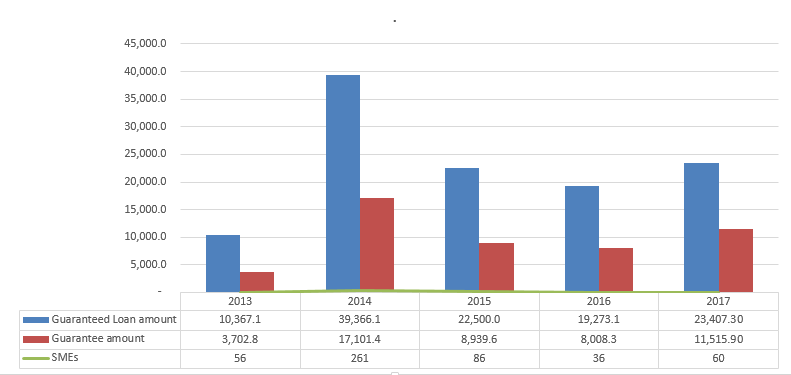 .
45,000.0
40,000.0
35,000.0
30,000.0
25,000.0
20,000.0
15,000.0
10,000.0
5,000.0
-
2013 2014 2015 2016 2017
Guaranteed Loan amount 10,367.1 39,366.1 22,500.0 19,273.1 23,407.30
Guarantee amount 3,702.8 17,101.4 8,939.6 8,008.3 11,515.90
SMEs 56 261 86 36 60